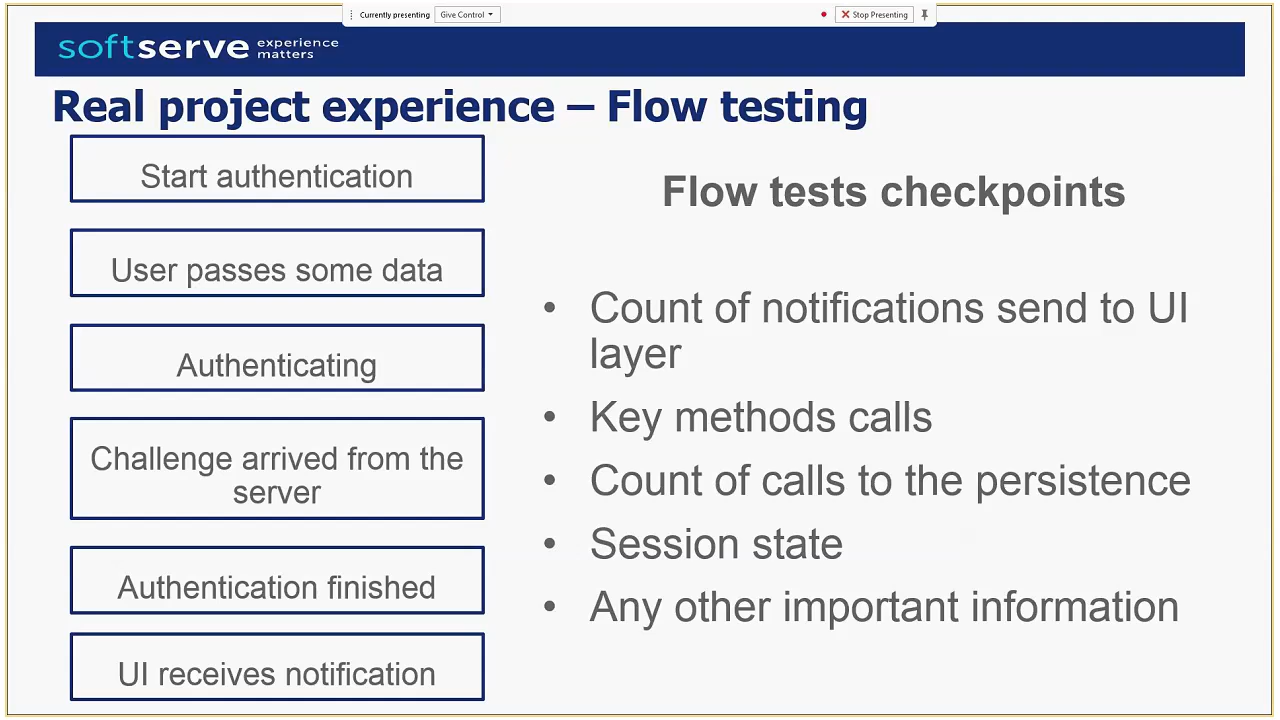 Currently presenting
Give Control
Stop Presenting
softserve experience
matters
Real project experience – Flow testing
Start authentication
User passes some data
Authenticating
Challenge arrived from the
server
Authentication finished
UI receives notification
Flow tests checkpoints
• Count of notifications send to UI
layer
• Key methods calls
• Count of calls to the persistence
• Session state
• Any other important information